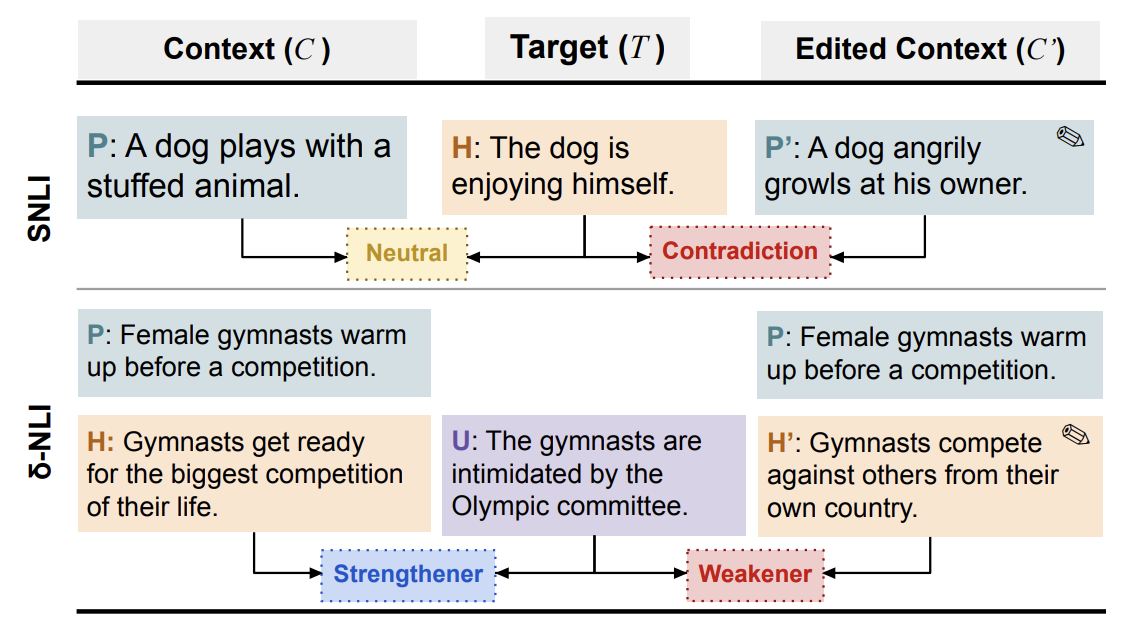 Context (C)
Target (T)
Edited Context (C’)
SNLI
P: A dog plays with a
stuffed animal.
H: The dog is
enjoying himself.
P’: A dog angrily
growls at his owner.
Neutral
Contradiction
δ-NLI
P: Female gymnasts warm
up before a competition.
P: Female gymnasts warm
up before a competition.
H: Gymnasts get ready
for the biggest competition
of their life.
U: The gymnasts are
intimidated by the
Olympic committee.
H’: Gymnasts compete
against others from their
own country.
Strengthener
Weakener